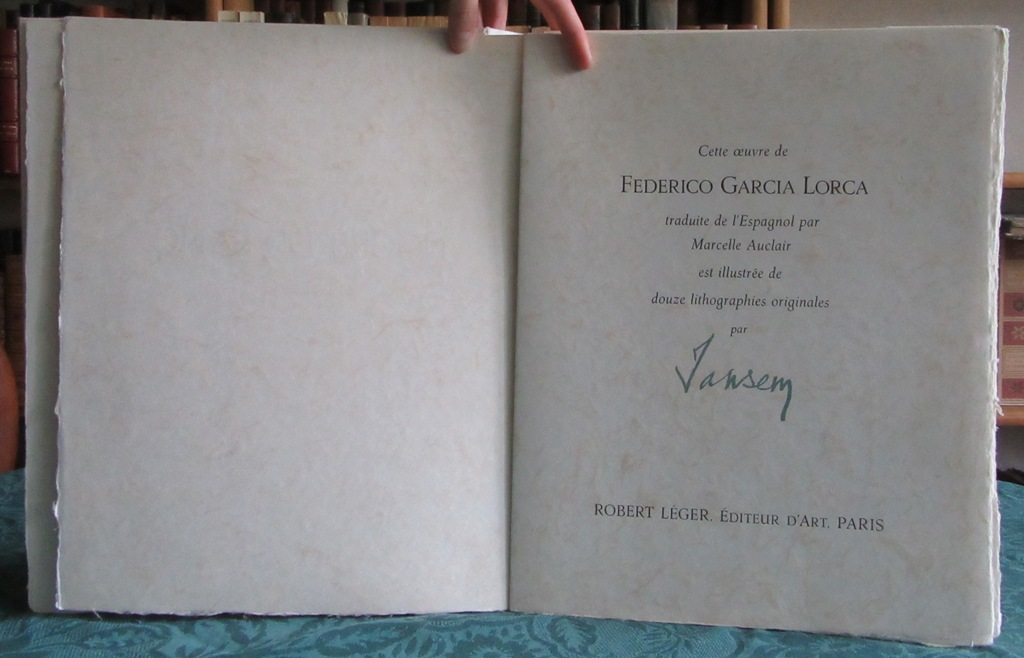 Cette œuvre de
FEDERICO GARCIA LORCA
traduite de l'Espagnol par
Marcelle Auclair
est illustrée de
douze lithographies originales
par
Jansem
ROBERT LÉGER, ÉDITEUR D'ART, PARIS